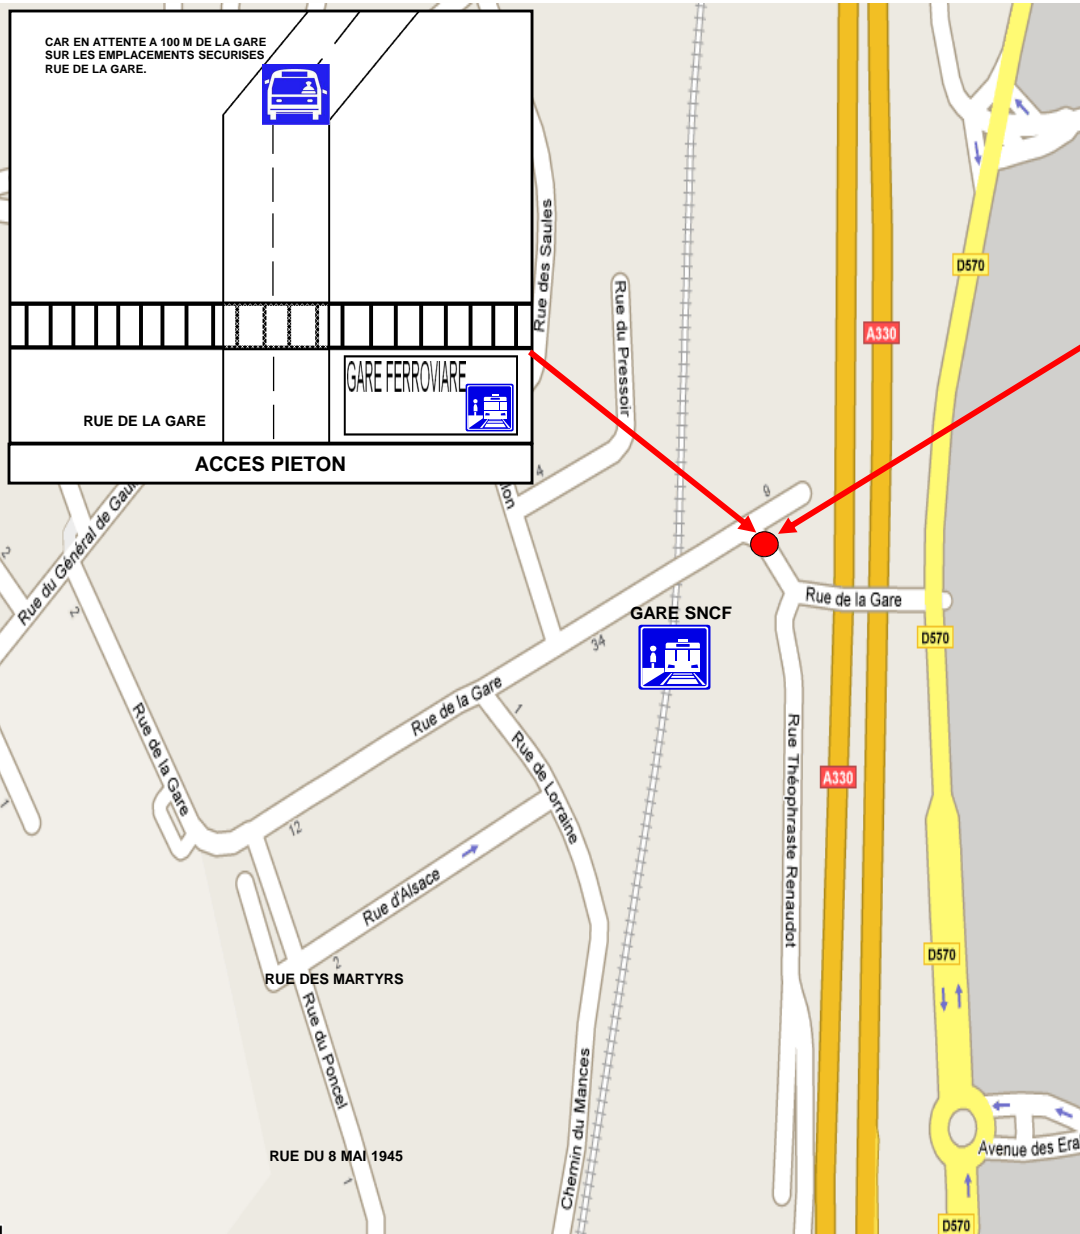 CAR EN ATTENTE A 100 M DE LA GARE
SUR LES EMPLACEMENTS SECURISES
RUE DE LA GARE.
GARE FERROVIARE
RUE DE LA GARE
ACCES PIETON
Rue des Saules
Rue du Pressoir
D570
A330
4
9
Rue du Général de Gaul
2
2
lon
Rue de la Gare
GARE SNCF
D570
34
Rue de la Gare
1
Rue de la Gare
Rue de Lorraine
Rue Théophraste Renaudot
A330
1
12
Rue d'Alsace
2
D570
RUE DES MARTYRS
Rue du Poncel
Chemin du Mances
RUE DU 8 MAI 1945
1
Avenue des Era
D570